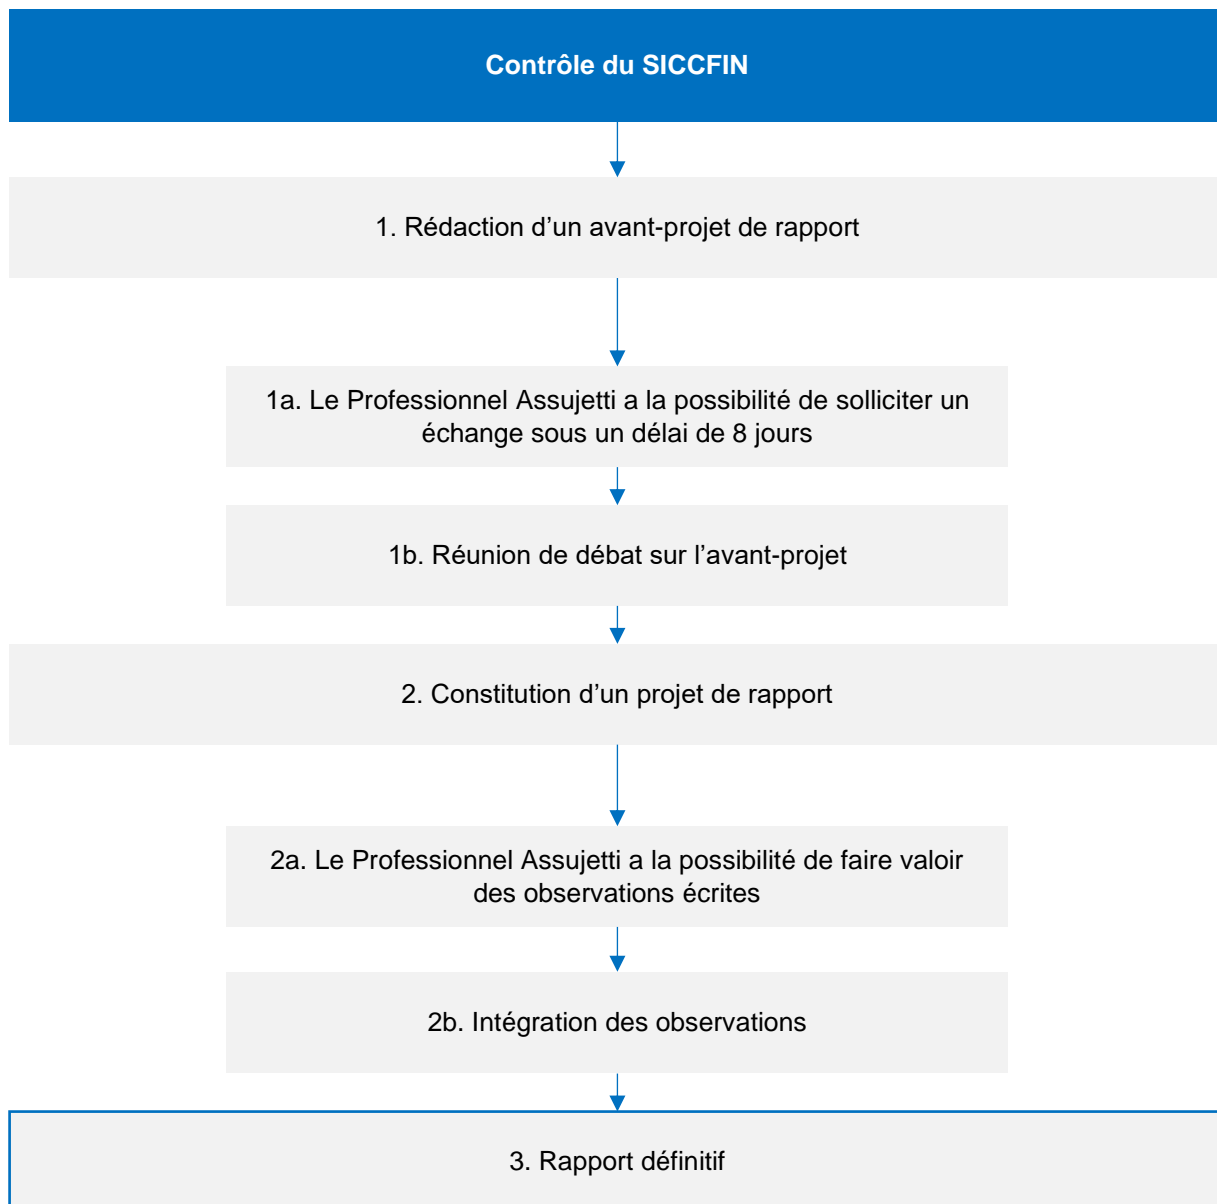 Contrôle du SICCFIN
1. Rédaction d’un avant-projet de rapport
1a. Le Professionnel Assujetti a la possibilité de solliciter un
échange sous un délai de 8 jours
1b. Réunion de débat sur l’avant-projet
2. Constitution d’un projet de rapport
2a. Le Professionnel Assujetti a la possibilité de faire valoir
des observations écrites
2b. Intégration des observations
3. Rapport définitif